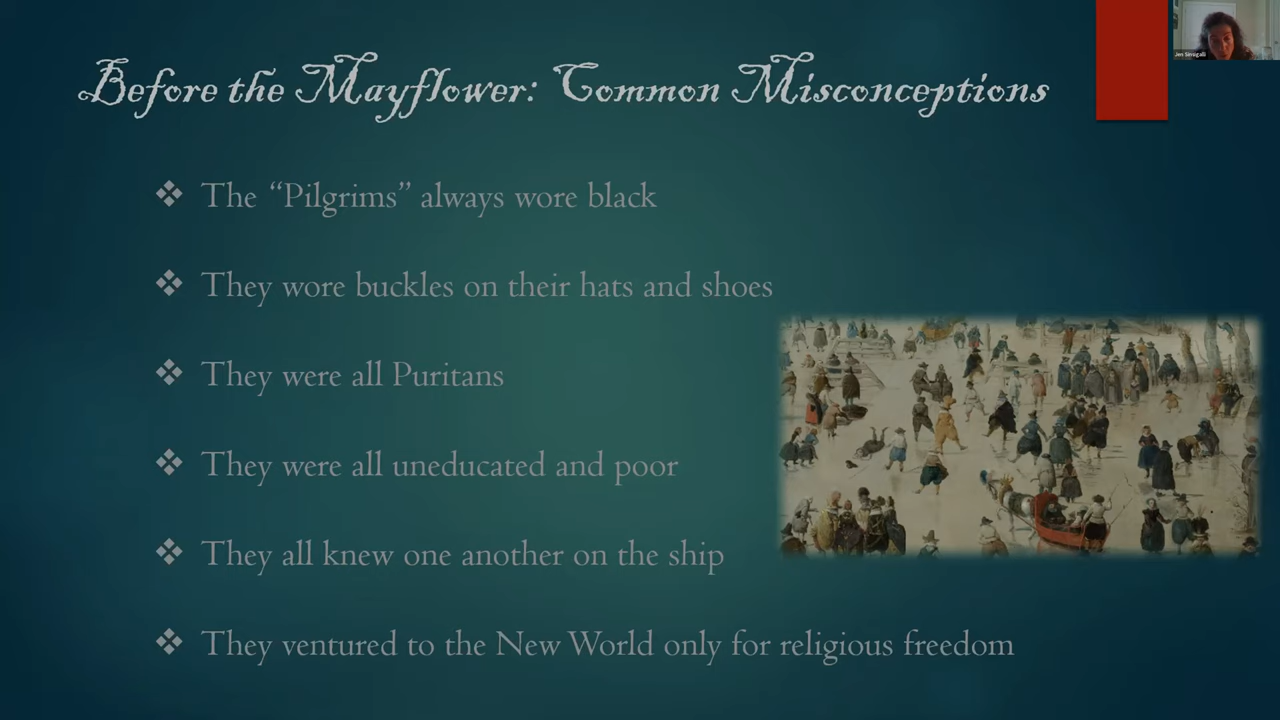 Before the Mayflower: Common Misconceptions
Jen Sinigalli
The “Pilgrims” always wore black
They wore buckles on their hats and shoes
They were all Puritans
They were all uneducated and poor
They all knew one another on the ship
They ventured to the New World only for religious freedom